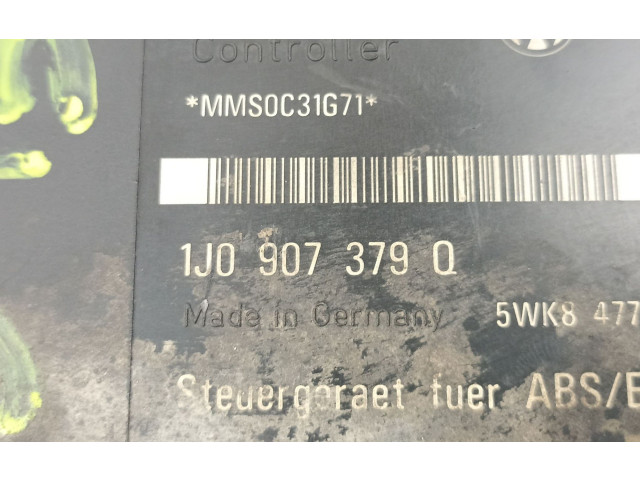 Controller
*MMS0C31G71*
1J0 907 379 Q
Made in Germany 5WK8 477
Steuergeraet fuer ABS/E